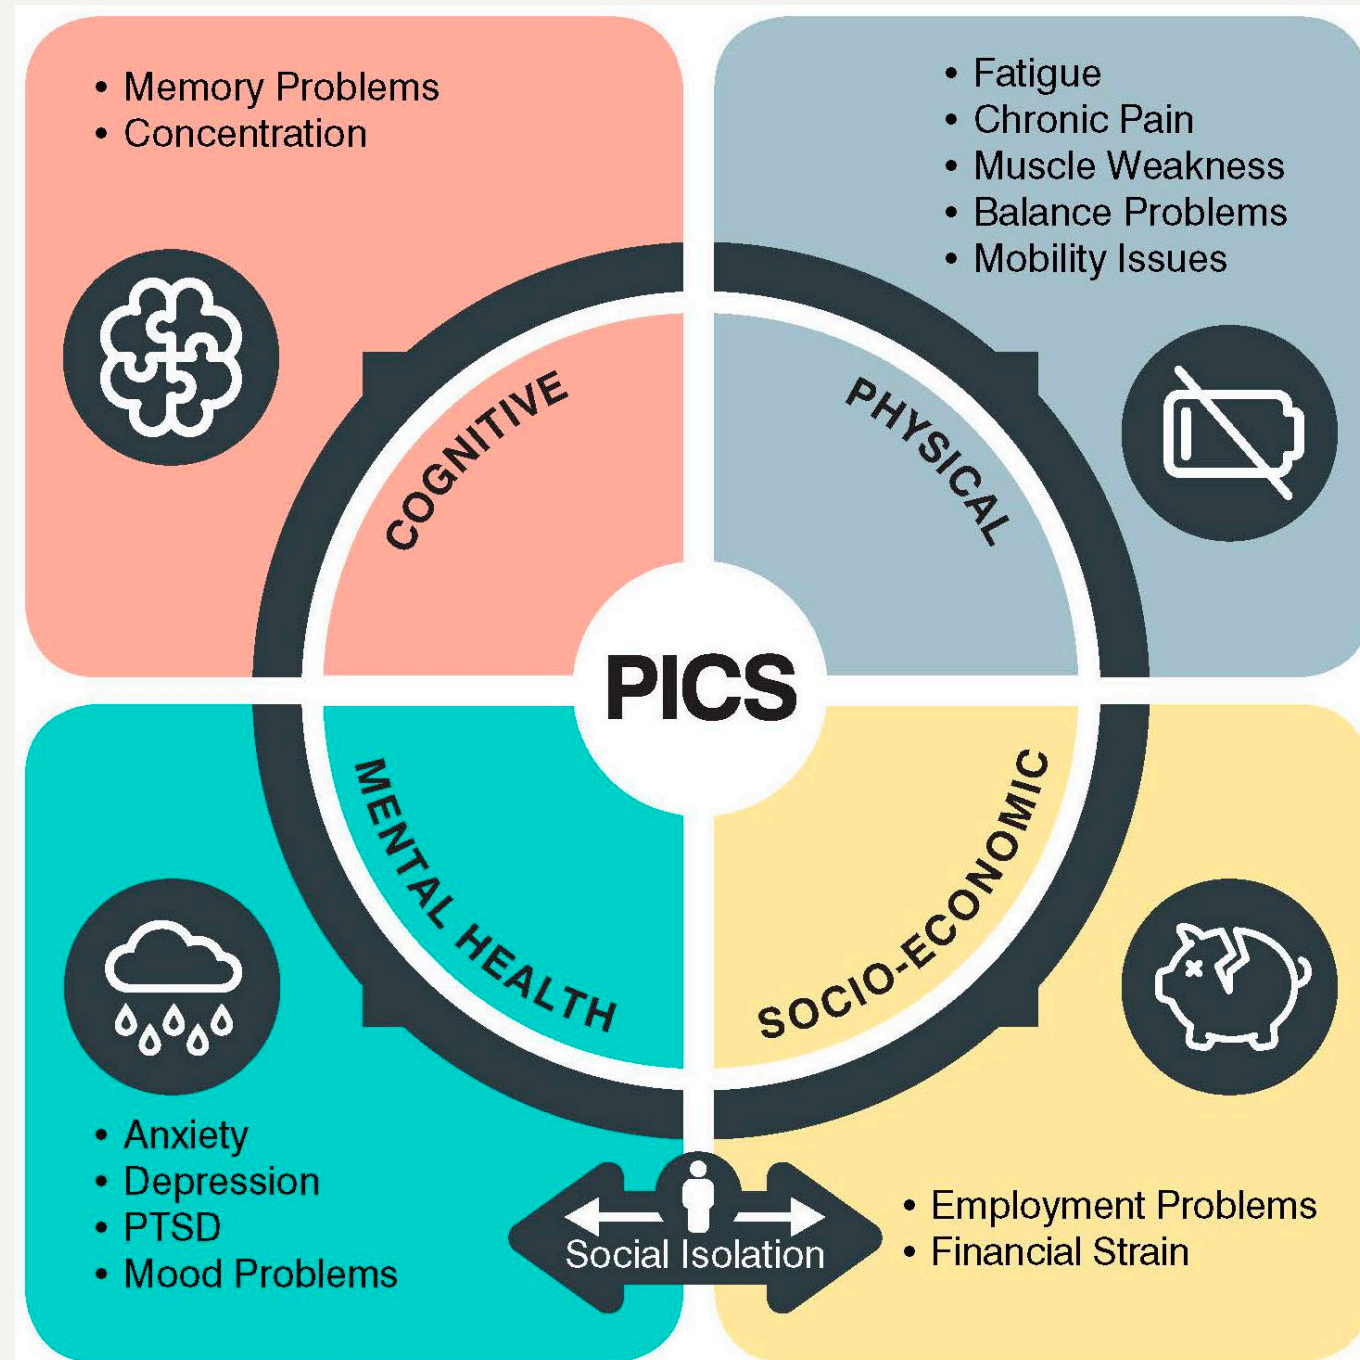 • Memory Problems
• Concentration
• Fatigue
• Chronic Pain
• Muscle Weakness
• Balance Problems
• Mobility Issues
COGNITIVE
PHYSICAL
PICS
MENTAL HEALTH
SOCIO-ECONOMIC
• Anxiety
• Depression
• PTSD
• Mood Problems
Social Isolation
• Employment Problems
• Financial Strain